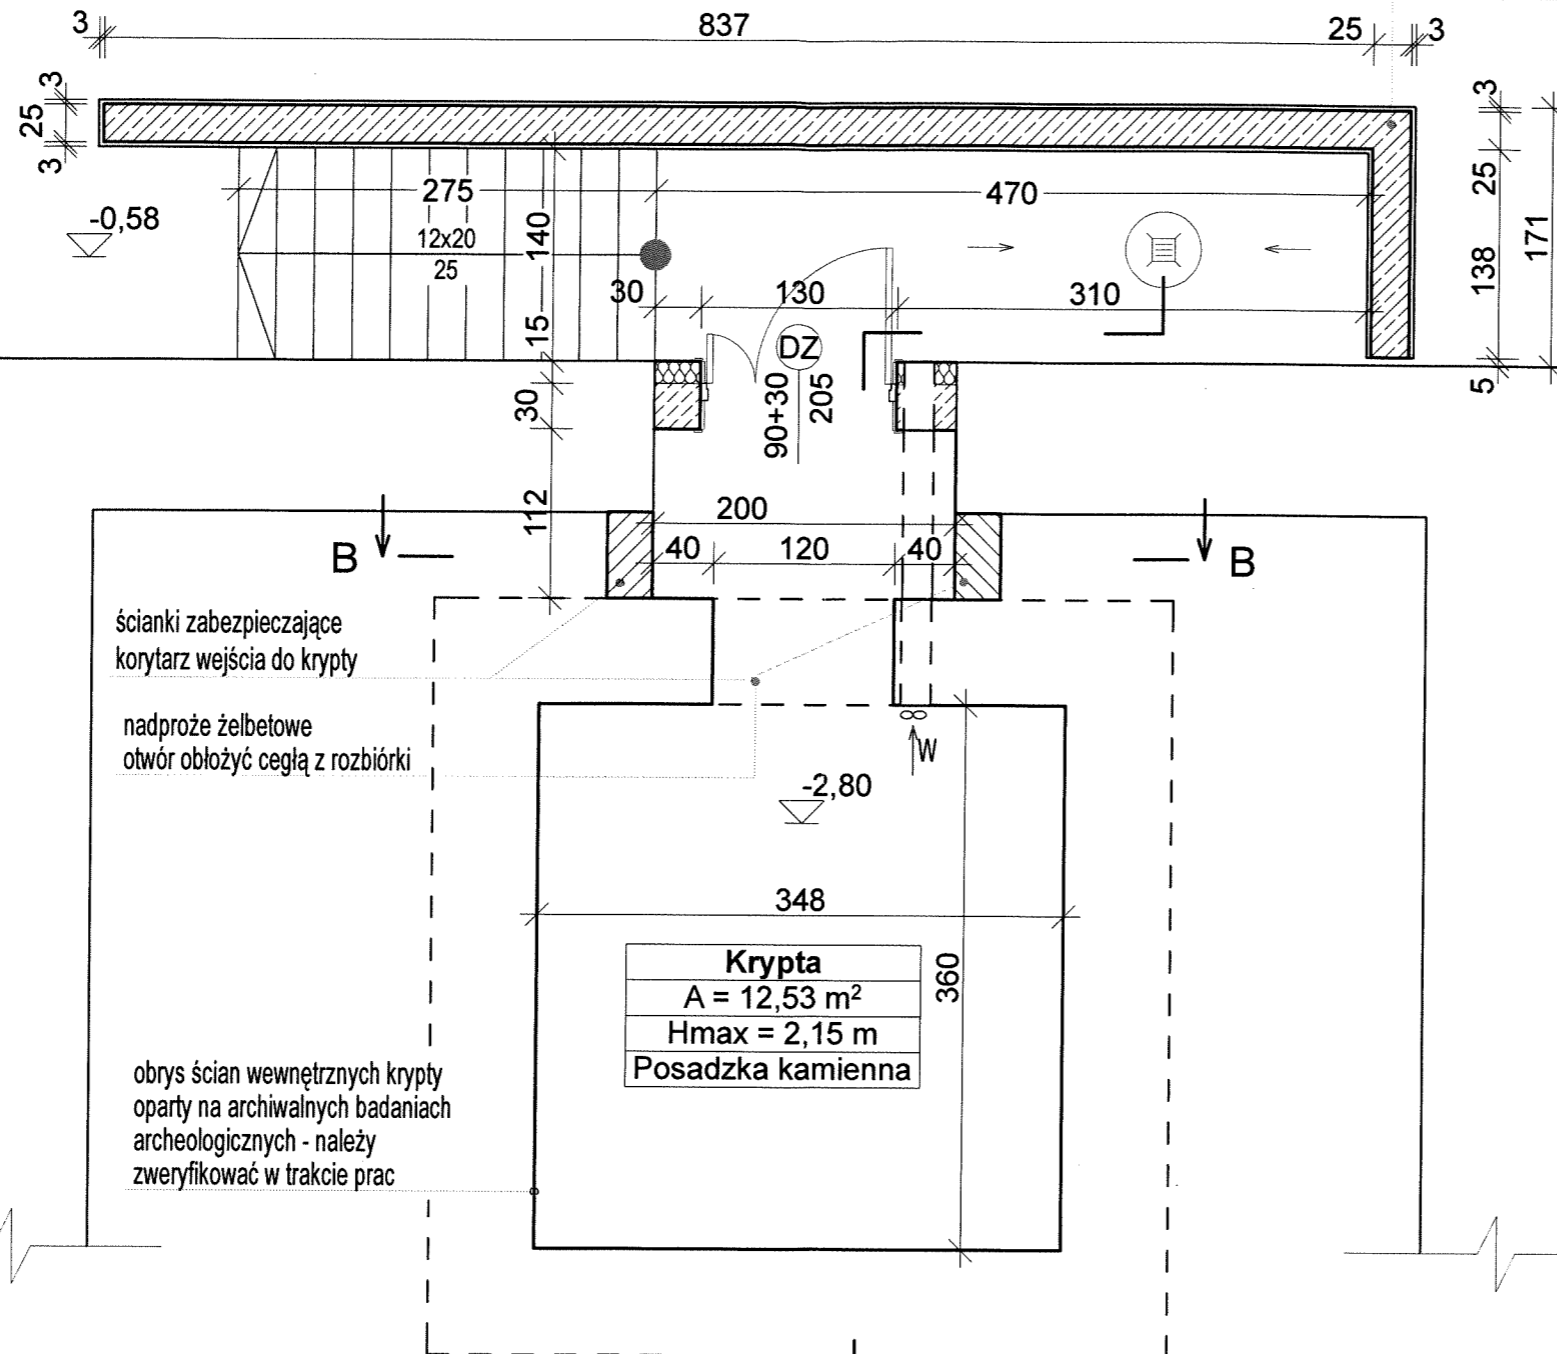 3 837 25 3
3
25
3
3
25
138
171
5
275 470
-0,58
12x20
25
140
30 130 310
15
DZ
90+30
205
30
112
200
40 120 40
B B
ścianki zabezpieczające
korytarz wejścia do krypty
nadproże żelbetowe
otwór obłożyć cegłą z rozbiórki
W
-2,80
348
360
Krypta
A = 12,53 m²
Hmax = 2,15 m
Posadzka kamienna
obrys ścian wewnętrznych krypty
oparty na archiwalnych badaniach
archeologicznych - należy
zweryfikować w trakcie prac